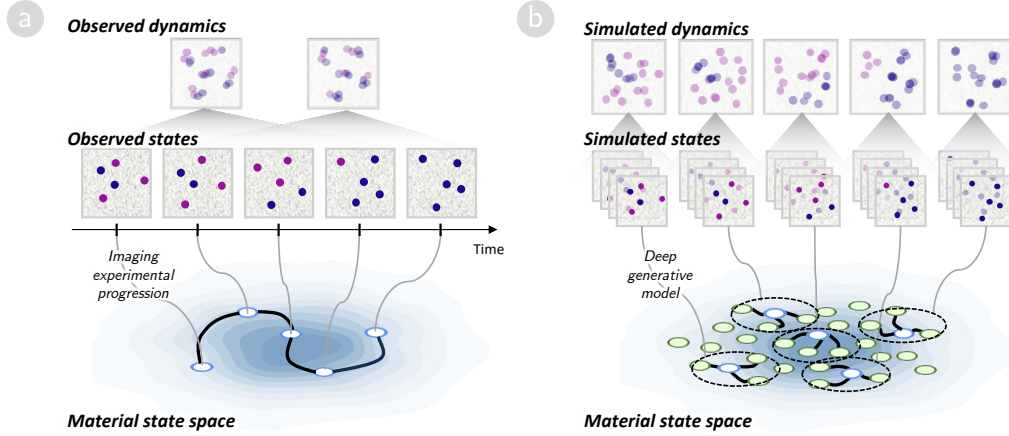 a
Observed dynamics
Observed states
Time
Imaging
experimental
progression
Material state space
b
Simulated dynamics
Simulated states
Deep
generative
model
Material state space